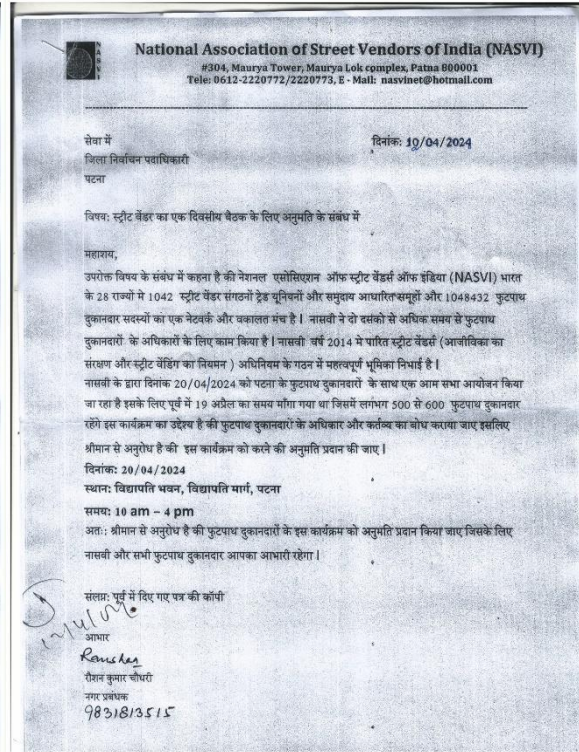 NASVI
National Association of Street Vendors of India (NASVI)
#304, Maurya Tower, Maurya Lok complex, Patna 800001
Tele: 0612-2220772/2220773, E - Mail: nasvinet@hotmail.com
सेवा में
दिनांक: 10/04/2024
जिला निर्वाचन पदाधिकारी
पटना
विषय: स्ट्रीट वेंडर का एक दिवसीय बैठक के लिए अनुमति के संबंध में
महाशय,
उपरोक्त विषय के संबंध में कहना है की नेशनल एसोसिएशन ऑफ स्ट्रीट वेंडर्स ऑफ इंडिया (NASVI) भारत
के 28 राज्यों मे 1042 स्ट्रीट वेंडर संगठनों ट्रेड यूनियनों और समुदाय आधारित समूहों और 1048432 फुटपाथ
दुकानदार सदस्यों का एक नेटवर्क और वकालत मंच है | नासवी ने दो दसकों से अधिक समय से फुटपाथ
दुकानदारों के अधिकारों के लिए काम किया है | नासवी वर्ष 2014 मे पारित स्ट्रीट वेंडर्स (आजीविका का
संरक्षण और स्ट्रीट वेंडिंग का नियमन ) अधिनियम के गठन में महत्वपूर्ण भूमिका निभाई है |
नासवी के द्वारा दिनांक 20/04/2024 को पटना के फुटपाथ दुकानदारों के साथ एक आम सभा आयोजन किया
जा रहा है इसके लिए पूर्व में 19 अप्रैल का समय माँगा गया था जिसमें लगभग 500 से 600 फुटपाथ दुकानदार
रहेंगे इस कार्यक्रम का उद्देश्य है की फुटपाथ दुकानदारों के अधिकार और कर्तव्य का बोध कराया जाए इसलिए
श्रीमान से अनुरोध है की इस कार्यक्रम को करने की अनुमति प्रदान की जाए |
दिनांक: 20/04/2024
स्थान: विद्यापति भवन, विद्यापति मार्ग, पटना
समय: 10 am – 4 pm
अतः: श्रीमान से अनुरोध है की फुटपाथ दुकानदारों के इस कार्यक्रम को अनुमति प्रदान किया जाए जिसके लिए
नासवी और सभी फुटपाथ दुकानदार आपका आभारी रहेगा |
संलग्न: पूर्व में दिए गए पत्र की कॉपी
आभार
रौशन कुमार चौधरी
नगर प्रबंधक
9831813515